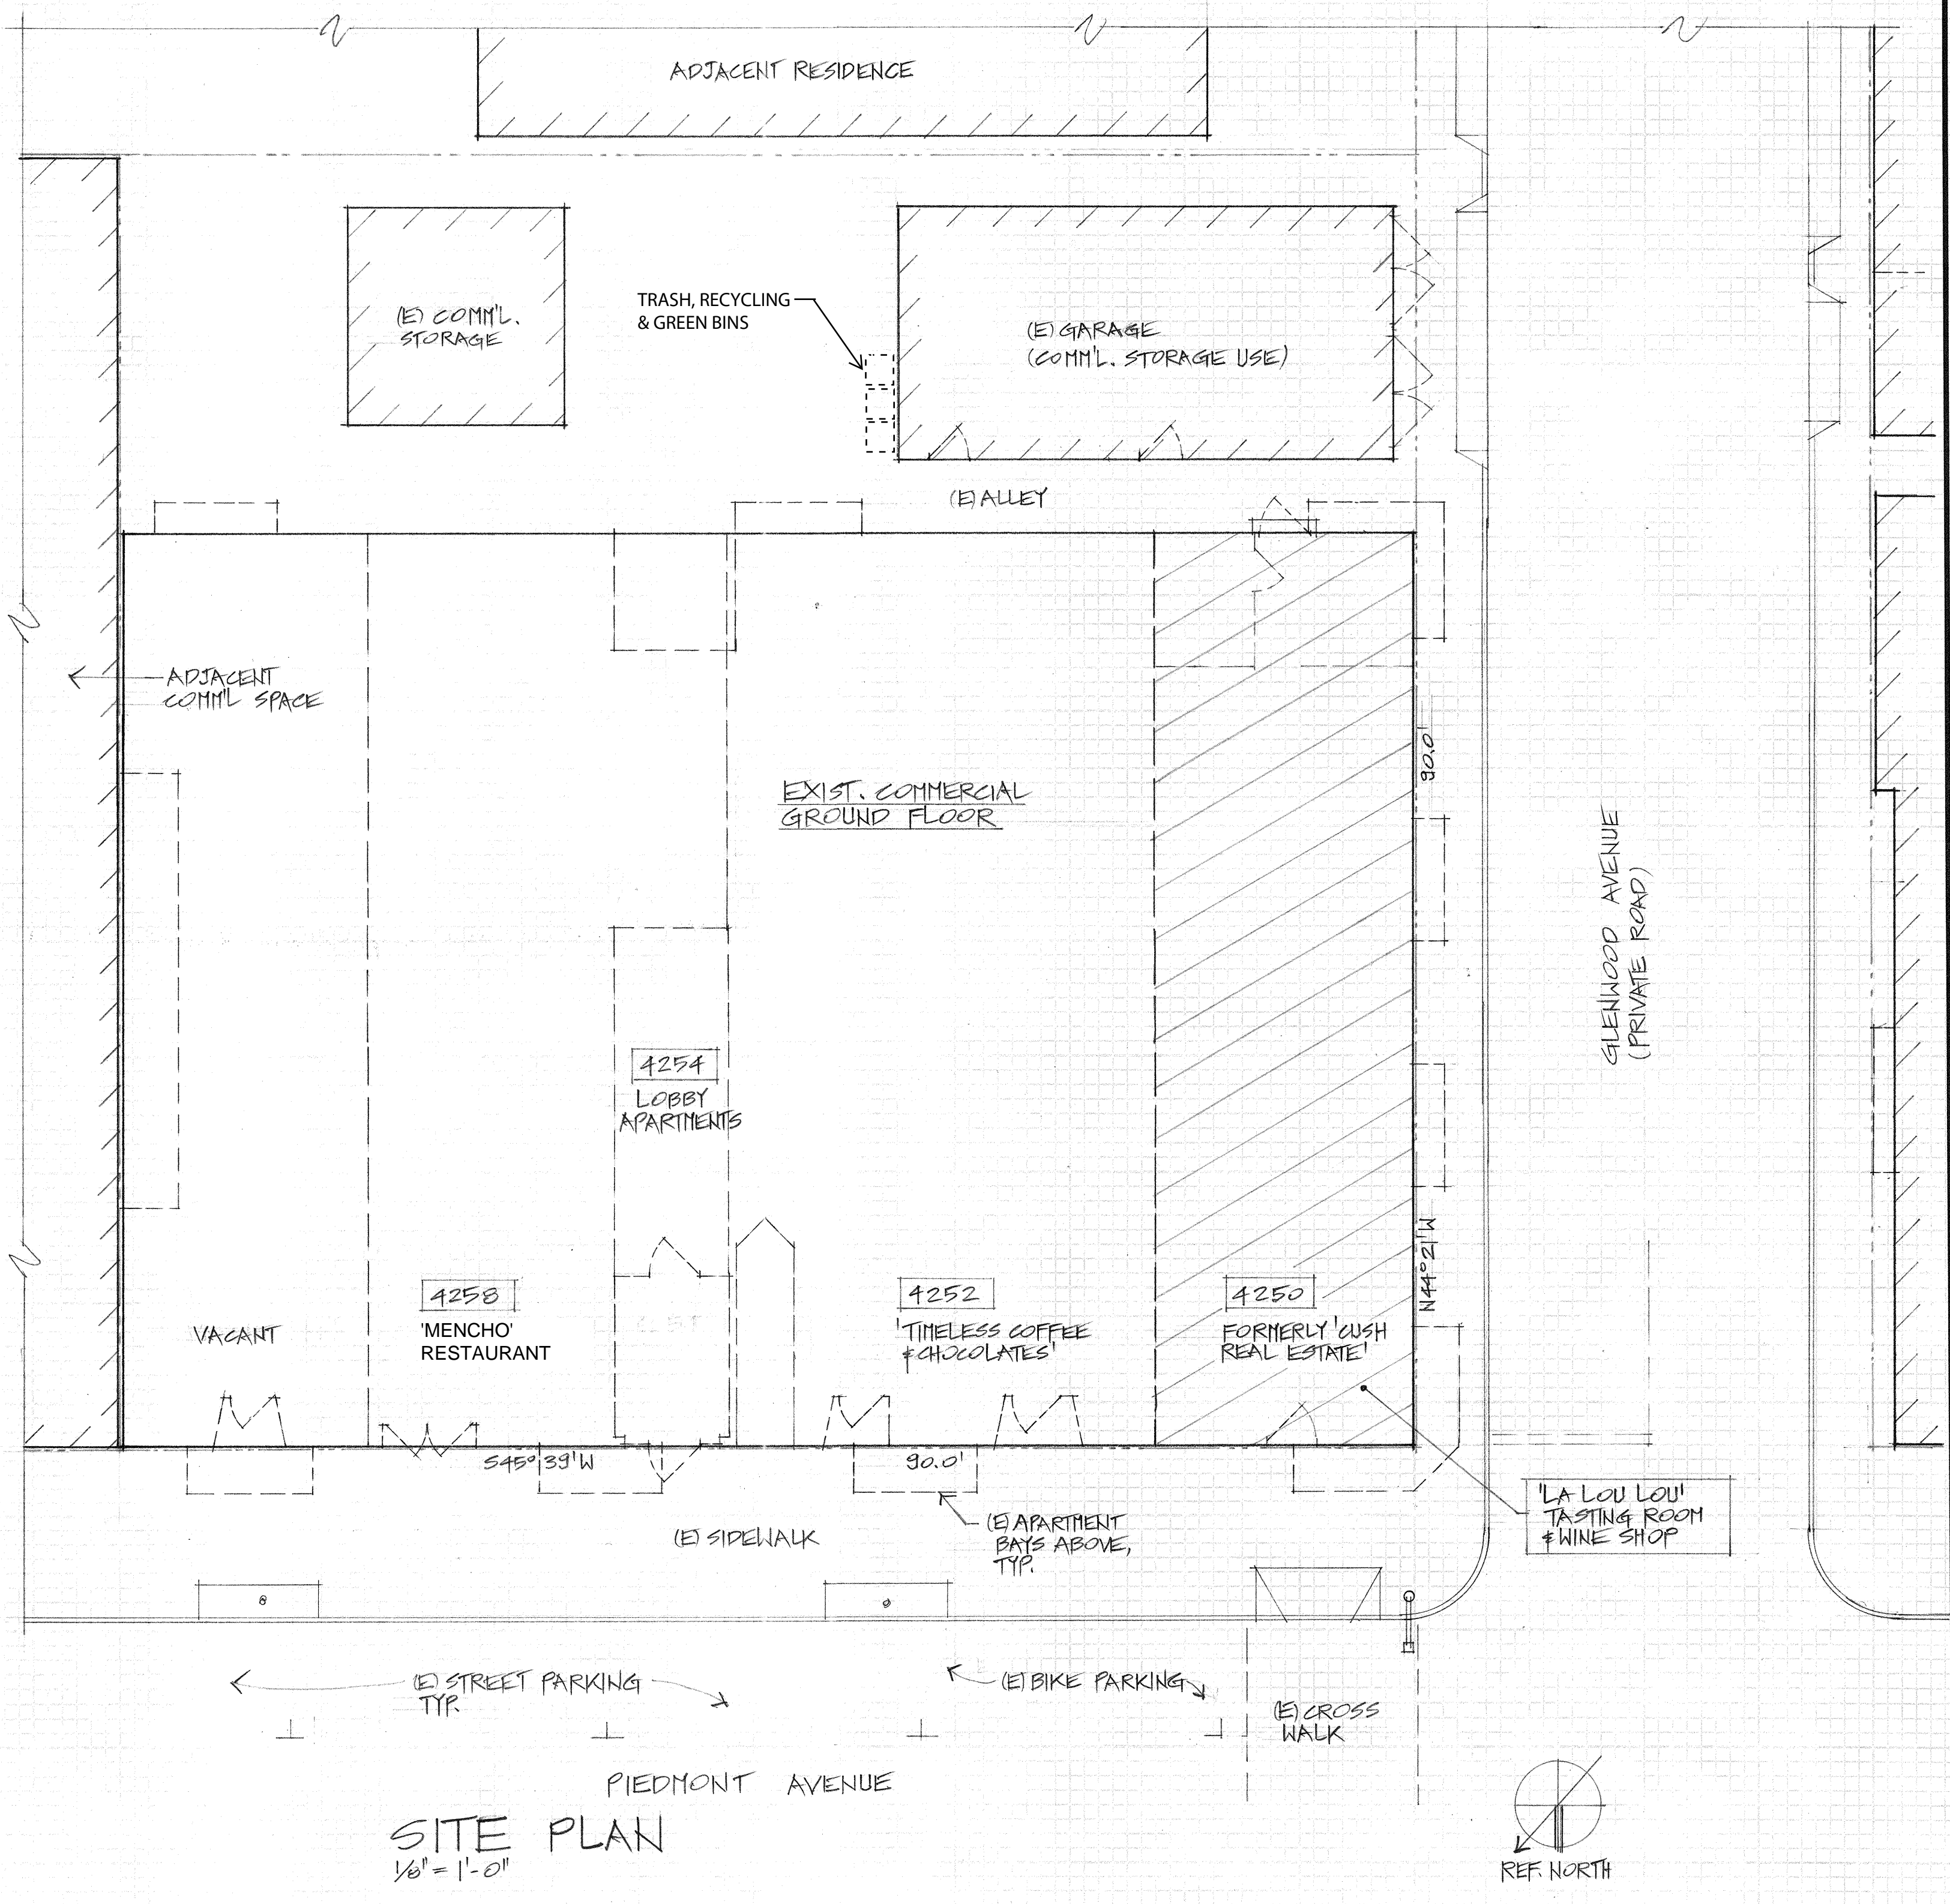 ADJACENT RESIDENCE
(E) COMM'L.
STORAGE
TRASH, RECYCLING
& GREEN BINS
(E) GARAGE
(COMM'L. STORAGE USE)
(E) ALLEY
ADJACENT
COMM'L SPACE
EXIST. COMMERCIAL
GROUND FLOOR
90.0'
GLENWOOD AVENUE
(PRIVATE ROAD)
4254
LOBBY
APARTMENTS
N44°21'W
VACANT
4258
'MENCHO'
RESTAURANT
4252
'TIMELESS COFFEE
& CHOCOLATES'
4250
FORMERLY 'CUSH
REAL ESTATE'
S45°39'W
90.0'
'LA LOU LOU'
TASTING ROOM
& WINE SHOP
(E) SIDEWALK
(E) APARTMENT
BAYS ABOVE,
TYP.
(E) STREET PARKING
TYP.
(E) BIKE PARKING
(E) CROSS
WALK
PIEDMONT AVENUE
SITE PLAN
1/8" = 1'-0"
REF. NORTH